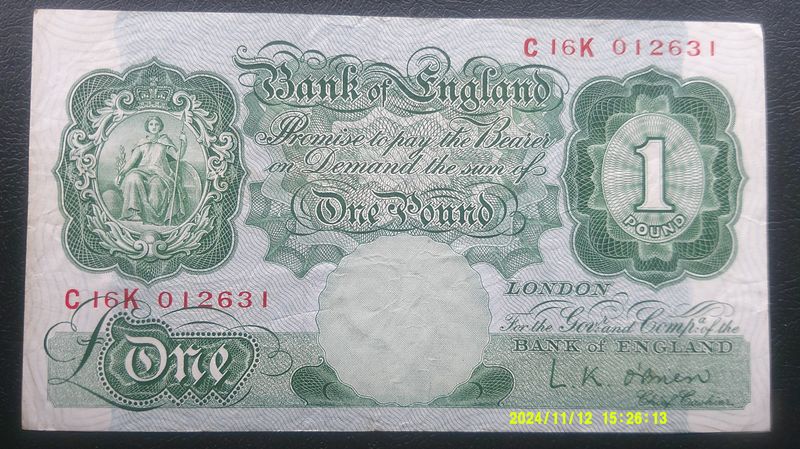 C 16 K 012631
Bank of England
Promise to pay the Bearer
on Demand the sum of
One Pound
1
POUND
C 16 K 012631
£One
LONDON
For the Govr. and Compa. of the
BANK OF ENGLAND
L. K. O'Brien
Chief Cashier.
2024/11/12 15:26:13